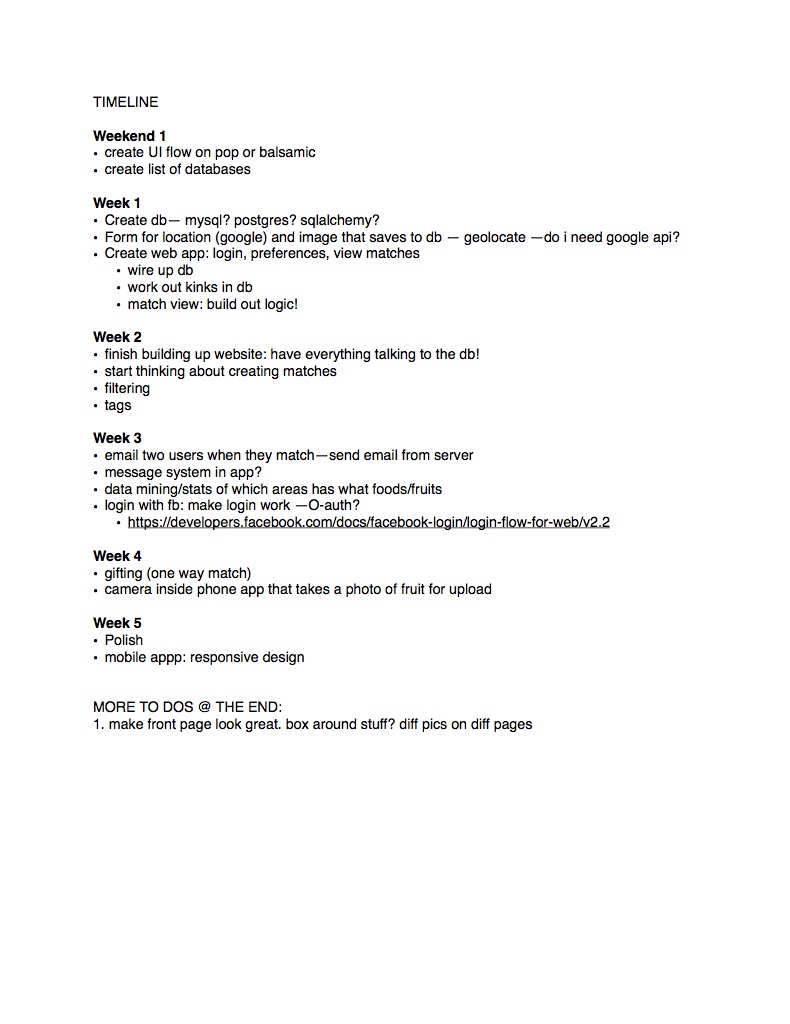 TIMELINE
Weekend 1
• create UI flow on pop or balsamic
• create list of databases
Week 1
• Create db— mysql? postgres? sqlalchemy?
• Form for location (google) and image that saves to db — geolocate —do i need google api?
• Create web app: login, preferences, view matches
• wire up db
• work out kinks in db
• match view: build out logic!
Week 2
• finish building up website: have everything talking to the db!
• start thinking about creating matches
• filtering
• tags
Week 3
• email two users when they match—send email from server
• message system in app?
• data mining/stats of which areas has what foods/fruits
• login with fb: make login work —O-auth?
• https://developers.facebook.com/docs/facebook-login/login-flow-for-web/v2.2
Week 4
• gifting (one way match)
• camera inside phone app that takes a photo of fruit for upload
Week 5
• Polish
• mobile appp: responsive design
MORE TO DOS @ THE END:
1. make front page look great. box around stuff? diff pics on diff pages